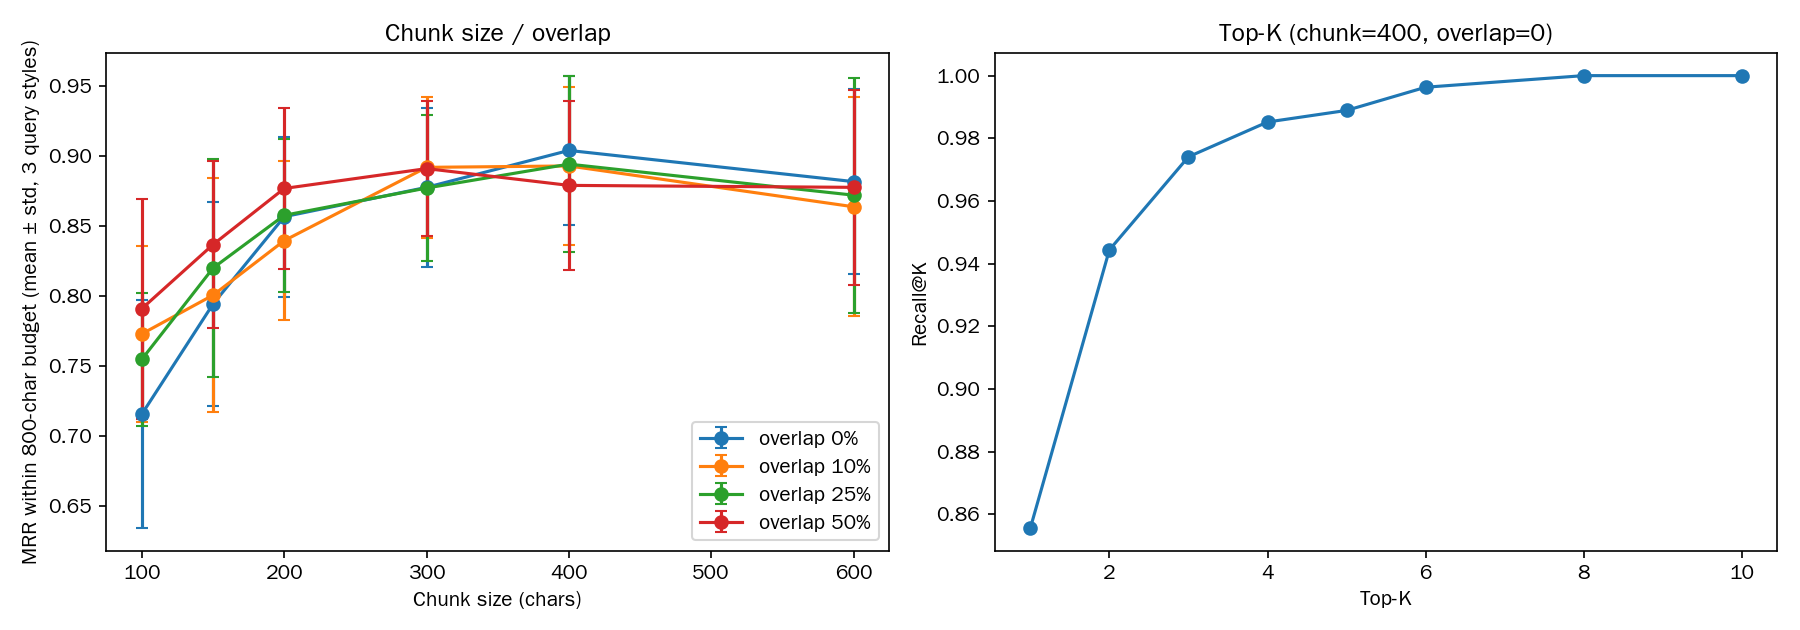 Chunk size / overlap
MRR within 800-char budget (mean ± std, 3 query styles)
0.95
0.90
0.85
0.80
0.75
0.70
0.65
overlap 0%
overlap 10%
overlap 25%
overlap 50%
100
200
300
400
500
600
Chunk size (chars)
Top-K (chunk=400, overlap=0)
Recall@K
1.00
0.98
0.96
0.94
0.92
0.90
0.88
0.86
2
4
6
8
10
Top-K